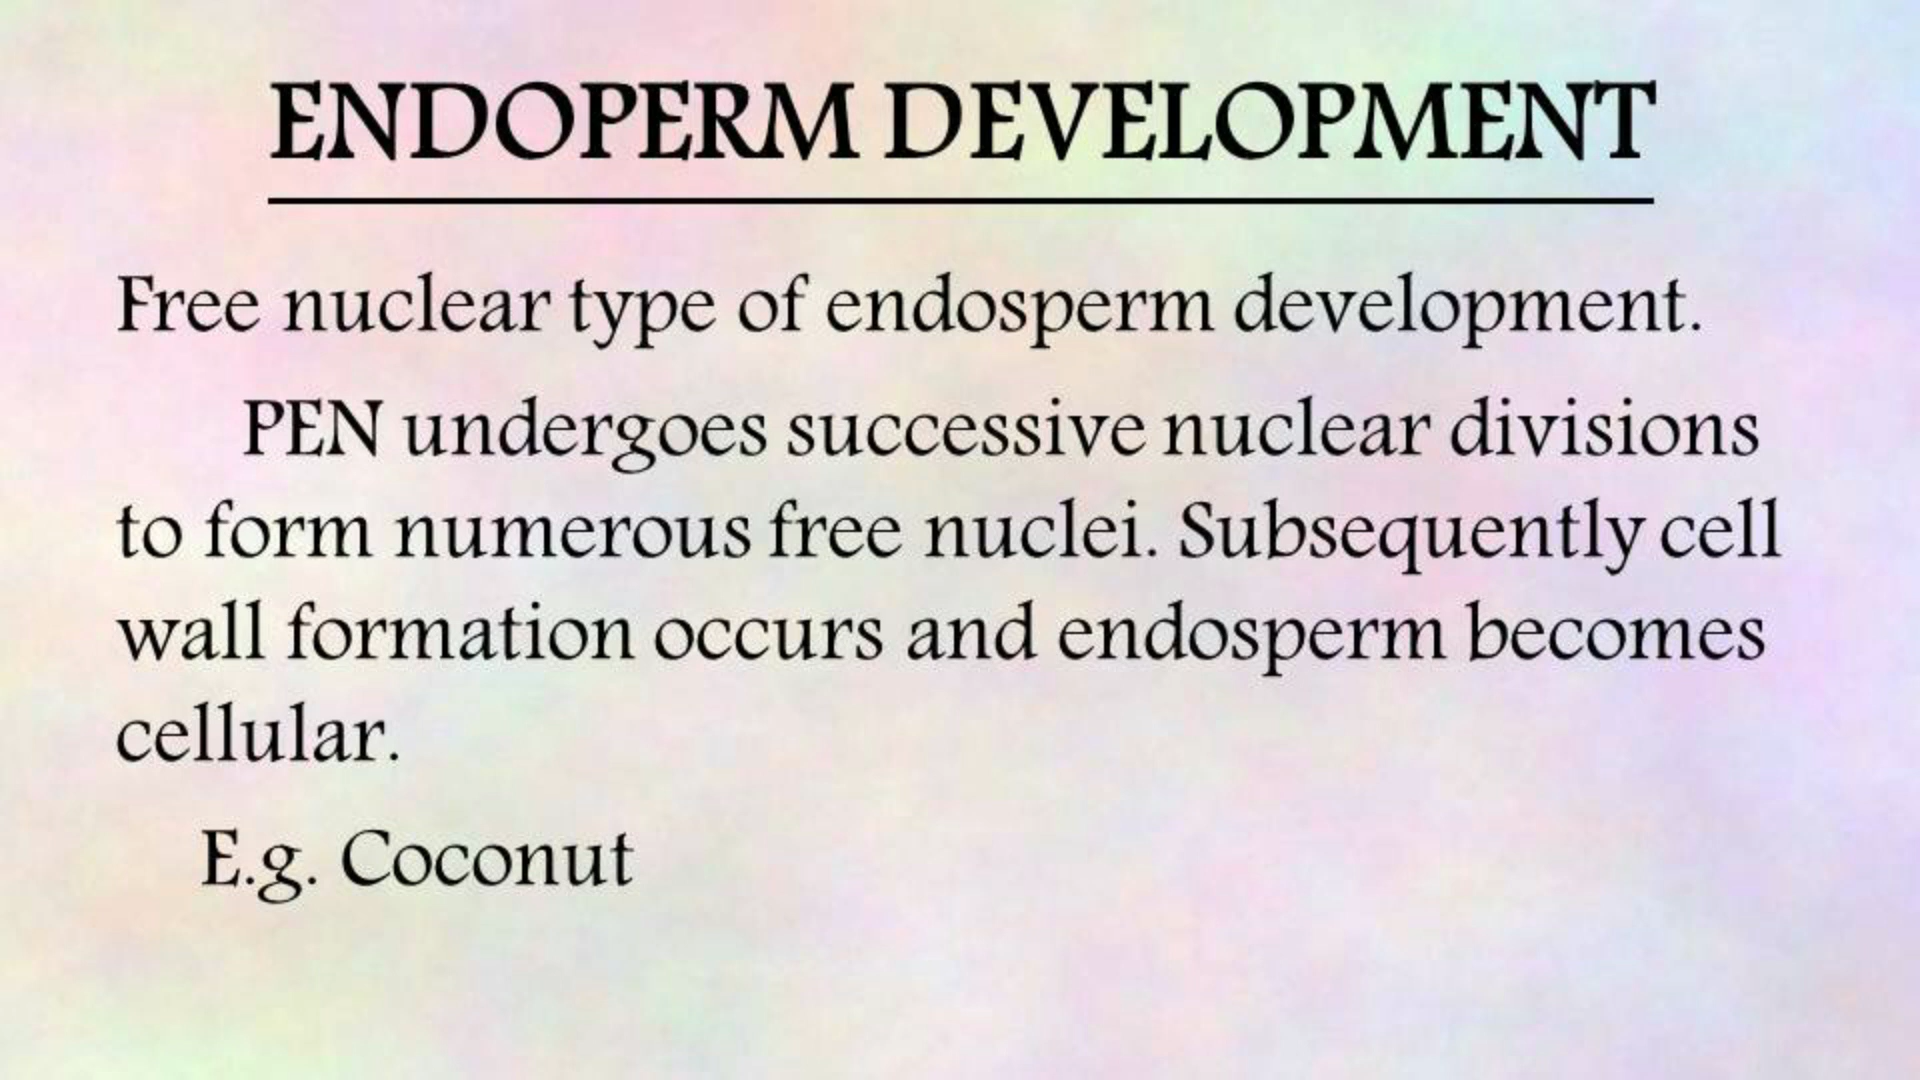 ENDOPERM DEVELOPMENT
Free nuclear type of endosperm development.
PEN undergoes successive nuclear divisions
to form numerous free nuclei. Subsequently cell
wall formation occurs and endosperm becomes
cellular.
E.g. Coconut